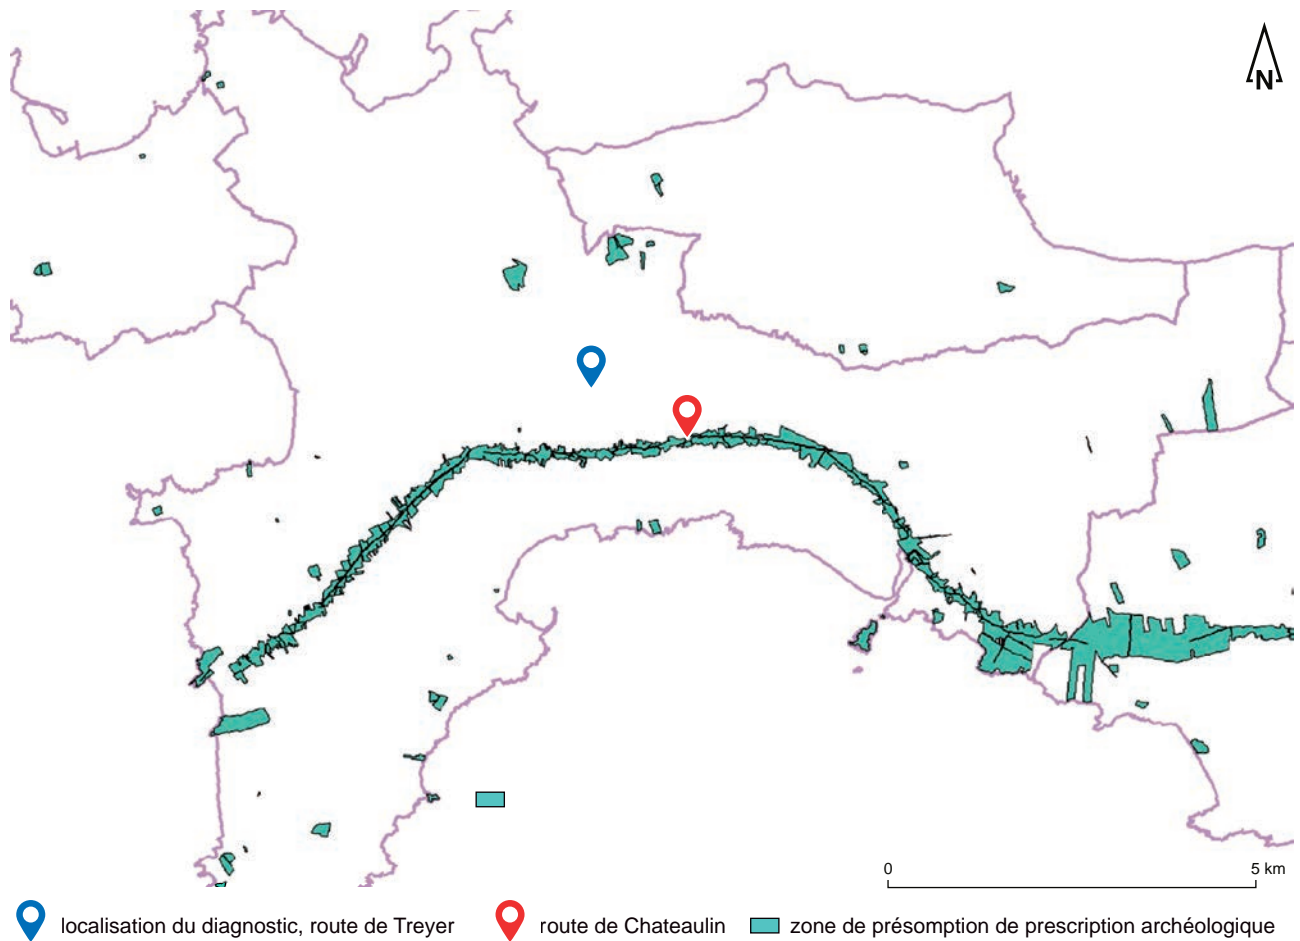 N
0 5 km
localisation du diagnostic, route de Treyer route de Chateaulin zone de présomption de prescription archéologique